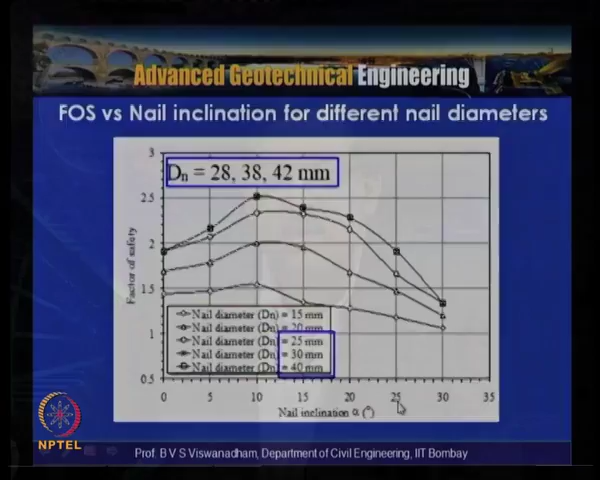 Advanced Geotechnical Engineering
FOS vs Nail inclination for different nail diameters
Dn = 28, 38, 42 mm
3
2.5
2
1.5
1
0.5
Factor of safety
Nail diameter (Dn) = 15 mm
Nail diameter (Dn) = 20 mm
Nail diameter (Dn) = 25 mm
Nail diameter (Dn) = 30 mm
Nail diameter (Dn) = 40 mm
0 5 10 15 20 25 30 35
Nail inclination α (°)
NPTEL
Prof. B V S Viswanadham, Department of Civil Engineering, IIT Bombay